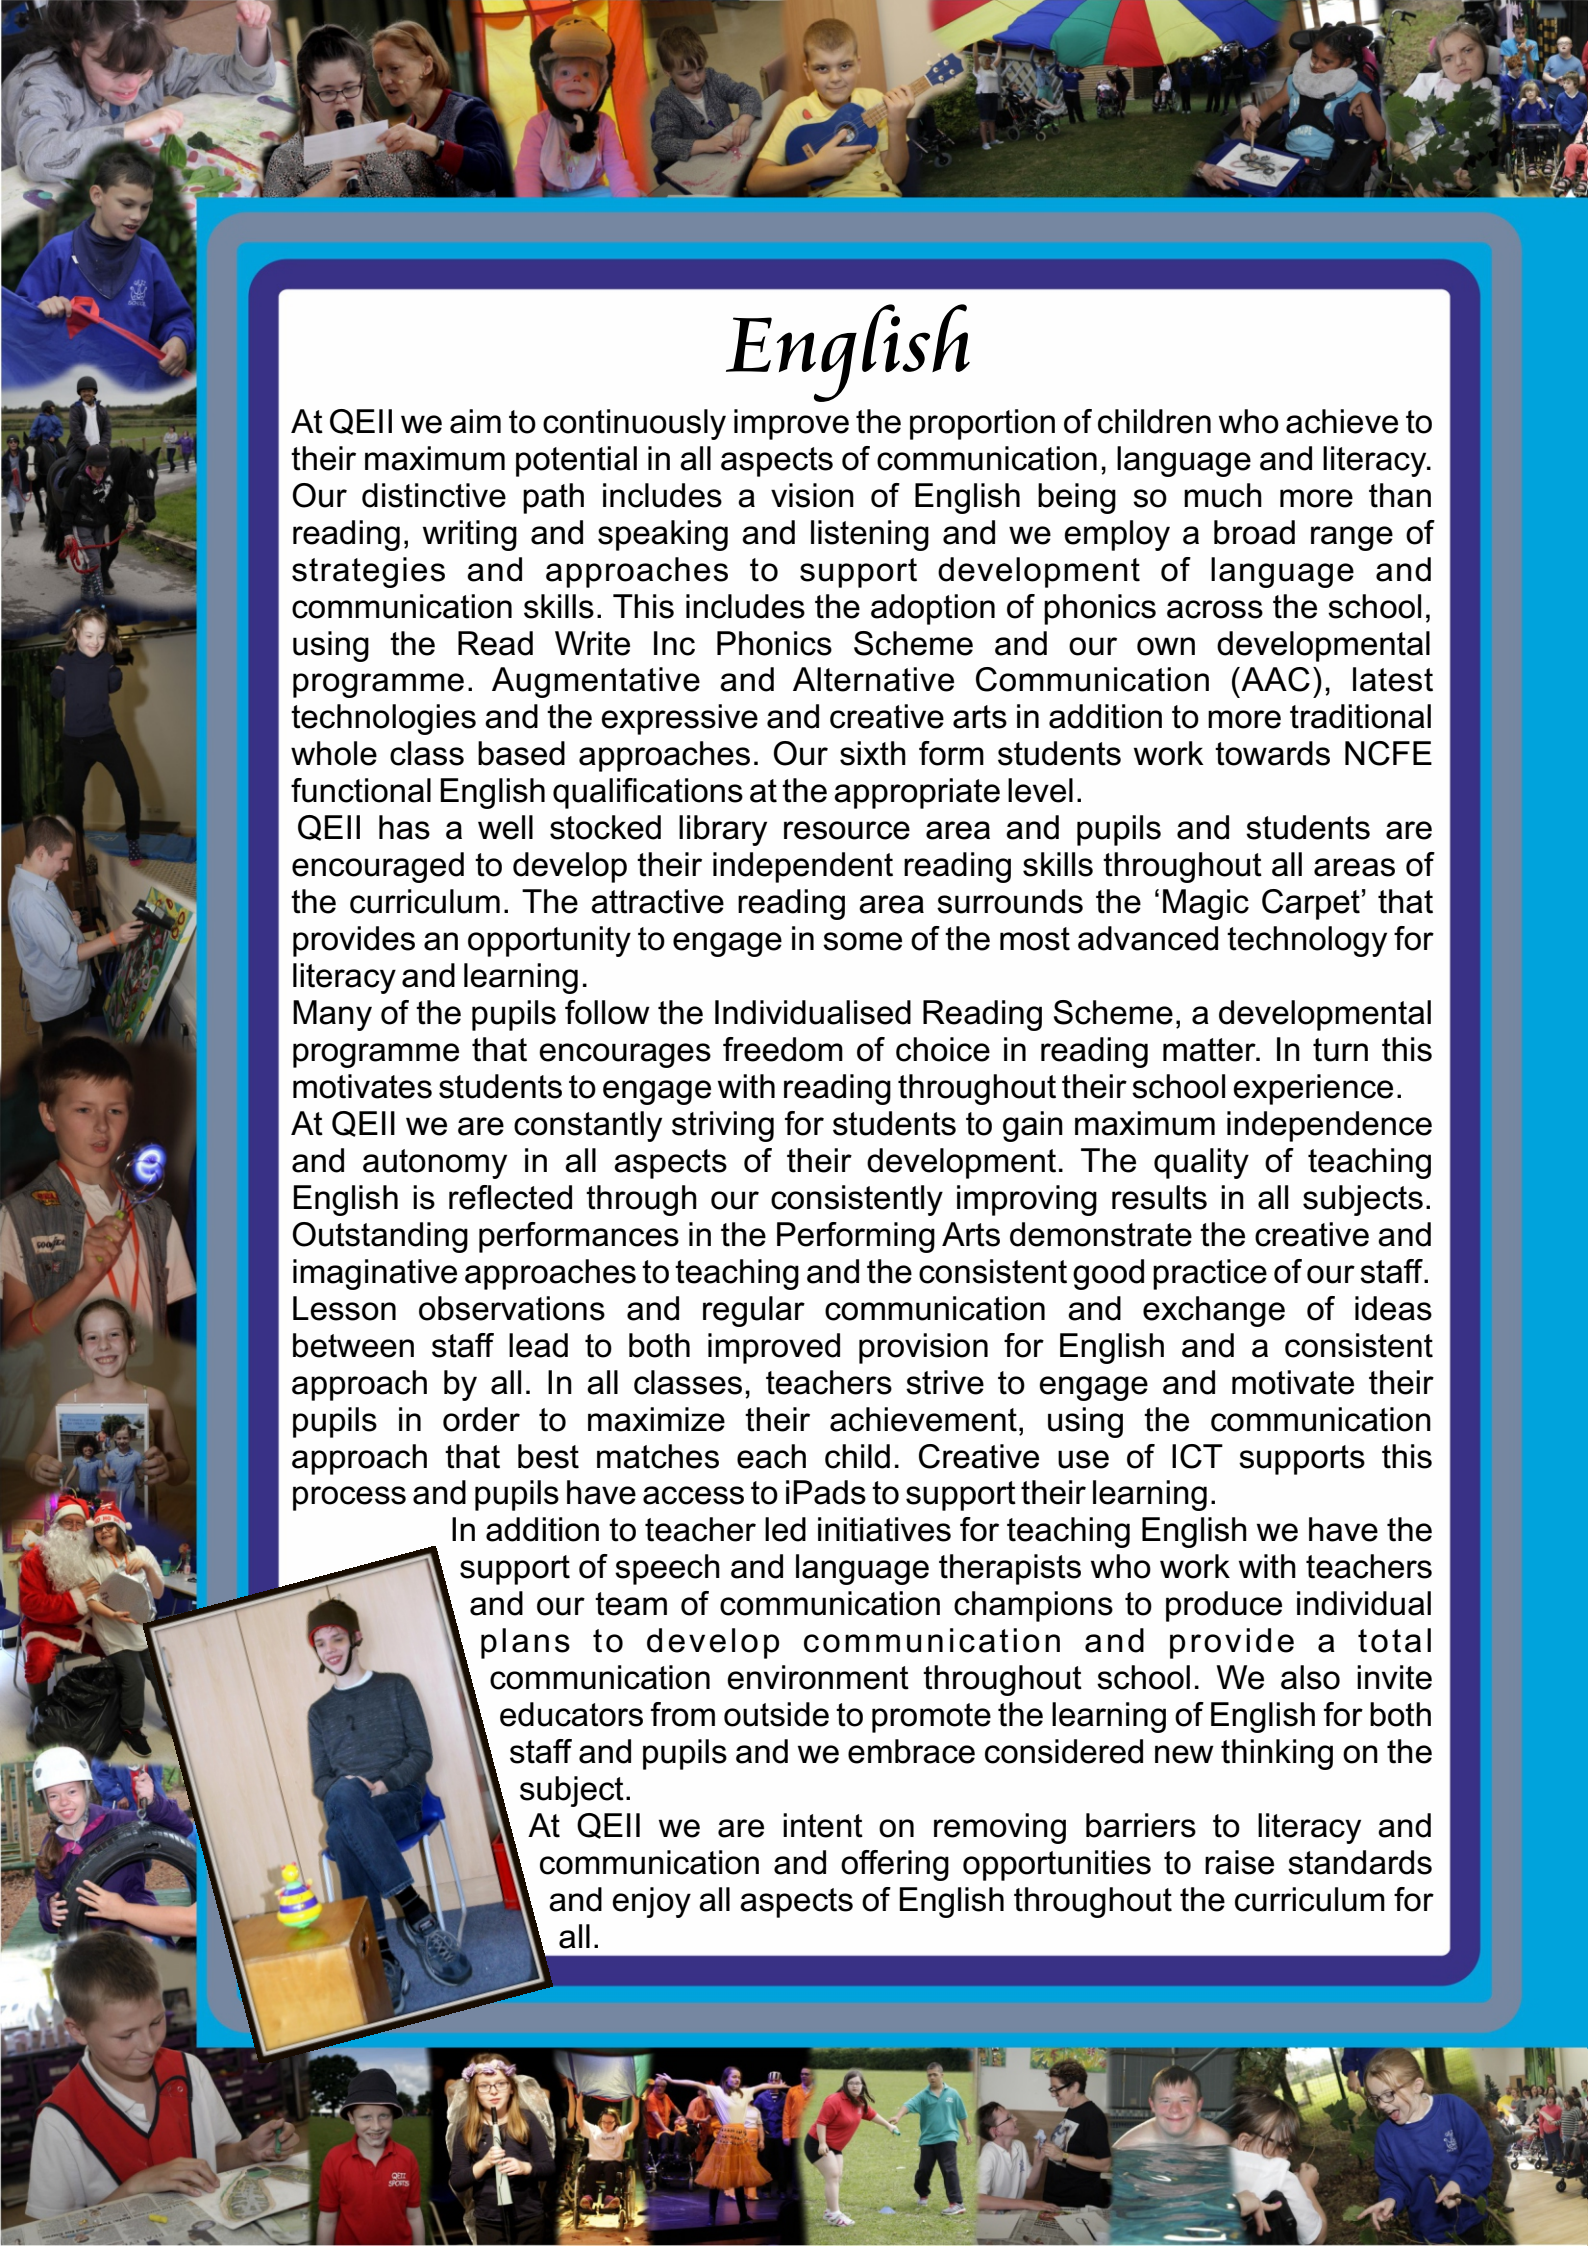 English
At QEII we aim to continuously improve the proportion of children who achieve to
their maximum potential in all aspects of communication, language and literacy.
Our distinctive path includes a vision of English being so much more than
reading, writing and speaking and listening and we employ a broad range of
strategies and approaches to support development of language and
communication skills. This includes the adoption of phonics across the school,
using the Read Write Inc Phonics Scheme and our own developmental
programme. Augmentative and Alternative Communication (AAC), latest
technologies and the expressive and creative arts in addition to more traditional
whole class based approaches. Our sixth form students work towards NCFE
functional English qualifications at the appropriate level.
QEII has a well stocked library resource area and pupils and students are
encouraged to develop their independent reading skills throughout all areas of
the curriculum. The attractive reading area surrounds the ‘Magic Carpet’ that
provides an opportunity to engage in some of the most advanced technology for
literacy and learning.
Many of the pupils follow the Individualised Reading Scheme, a developmental
programme that encourages freedom of choice in reading matter. In turn this
motivates students to engage with reading throughout their school experience.
At QEII we are constantly striving for students to gain maximum independence
and autonomy in all aspects of their development. The quality of teaching
English is reflected through our consistently improving results in all subjects.
Outstanding performances in the Performing Arts demonstrate the creative and
imaginative approaches to teaching and the consistent good practice of our staff.
Lesson observations and regular communication and exchange of ideas
between staff lead to both improved provision for English and a consistent
approach by all. In all classes, teachers strive to engage and motivate their
pupils in order to maximize their achievement, using the communication
approach that best matches each child. Creative use of ICT supports this
process and pupils have access to iPads to support their learning.
In addition to teacher led initiatives for teaching English we have the
support of speech and language therapists who work with teachers
and our team of communication champions to produce individual
plans to develop communication and provide a total
communication environment throughout school. We also invite
educators from outside to promote the learning of English for both
staff and pupils and we embrace considered new thinking on the
subject.
At QEII we are intent on removing barriers to literacy and
communication and offering opportunities to raise standards
and enjoy all aspects of English throughout the curriculum for
all.